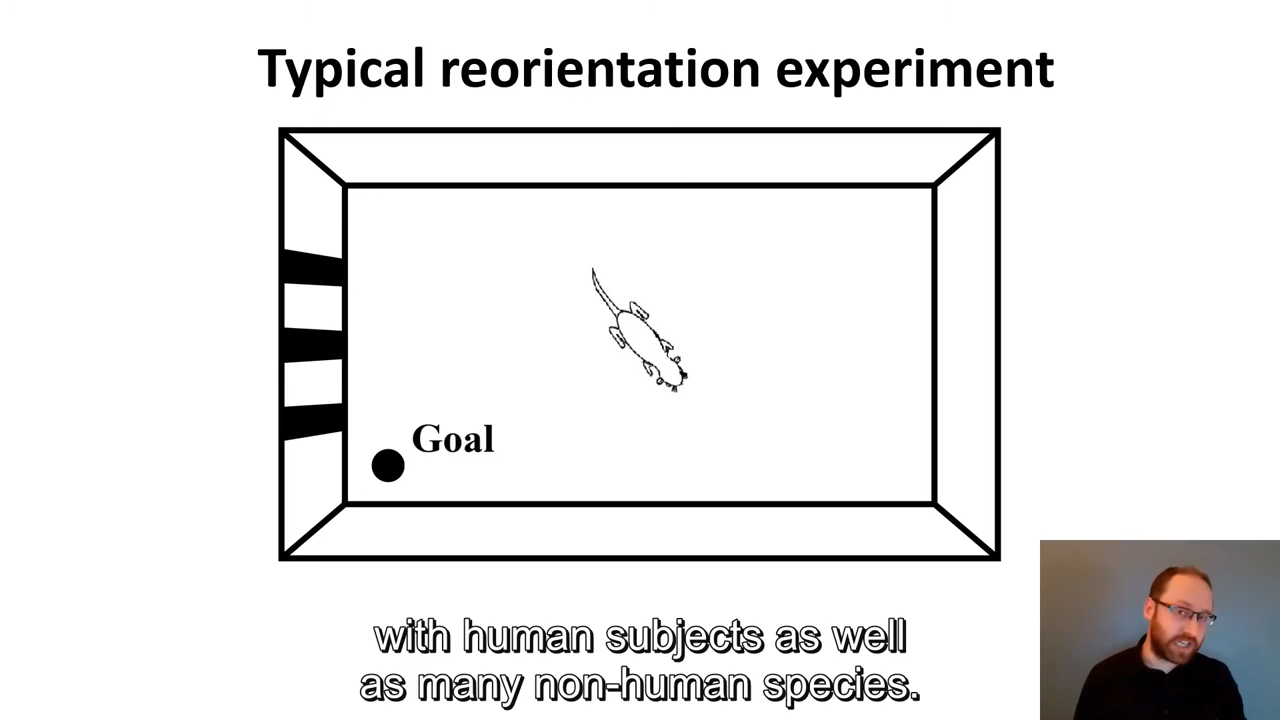 Typical reorientation experiment
Goal
with human subjects as well
as many non-human species.